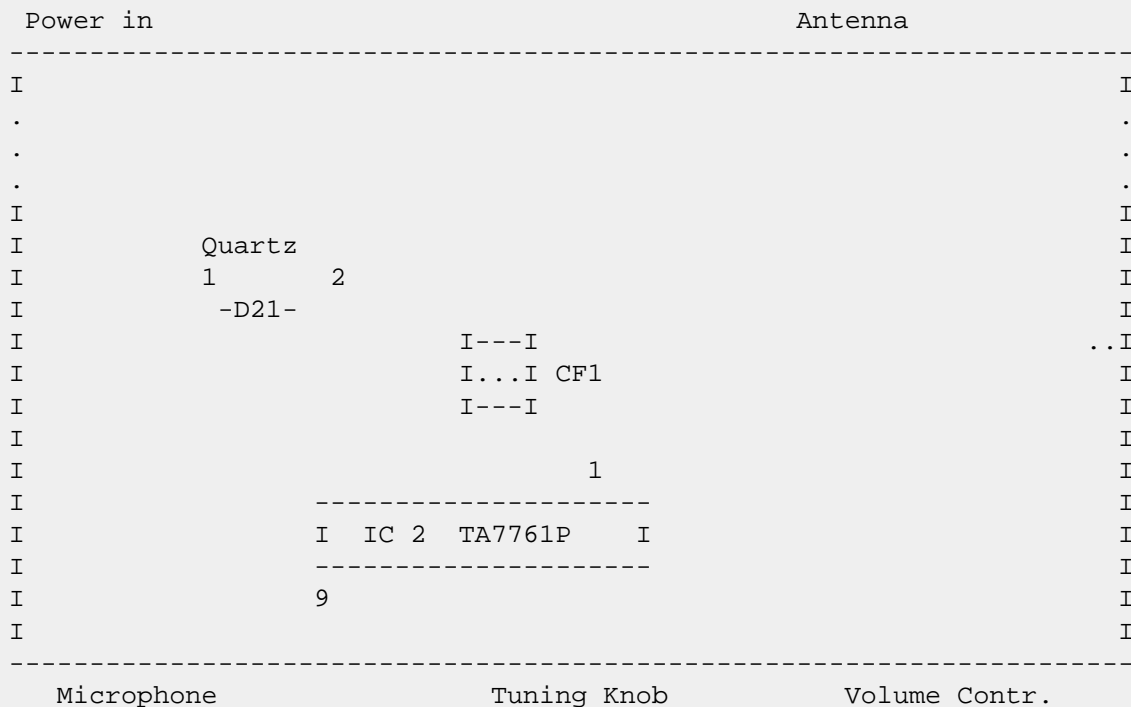 Power in                                        Antenna
----------------------------------------------------------------------
I                                                                    I
.                                                                    .
.                                                                    .
.                                                                    .
I                                                                    I
I           Quartz                                                   I
I           1       2                                                I
I            -D21-                                                   I
I                           I---I                                  ..I
I                           I...I CF1                                I
I                           I---I                                    I
I                                                                    I
I                                   1                                I
I                  ---------------------                             I
I                  I  IC 2  TA7761P    I                             I
I                  ---------------------                             I
I                  9                                                 I
I                                                                    I
----------------------------------------------------------------------
   Microphone                 Tuning Knob           Volume Contr.